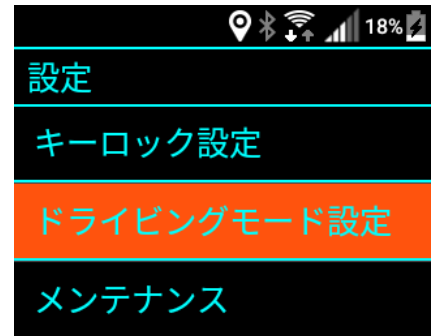 18%
設定
キーロック設定
ドライビングモード設定
メンテナンス